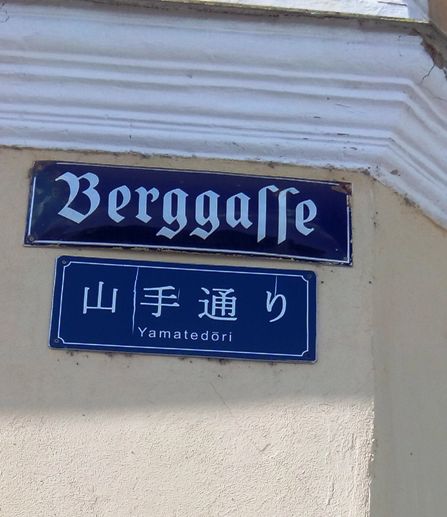 Berggaſſe
山手通り
Yamatedōri